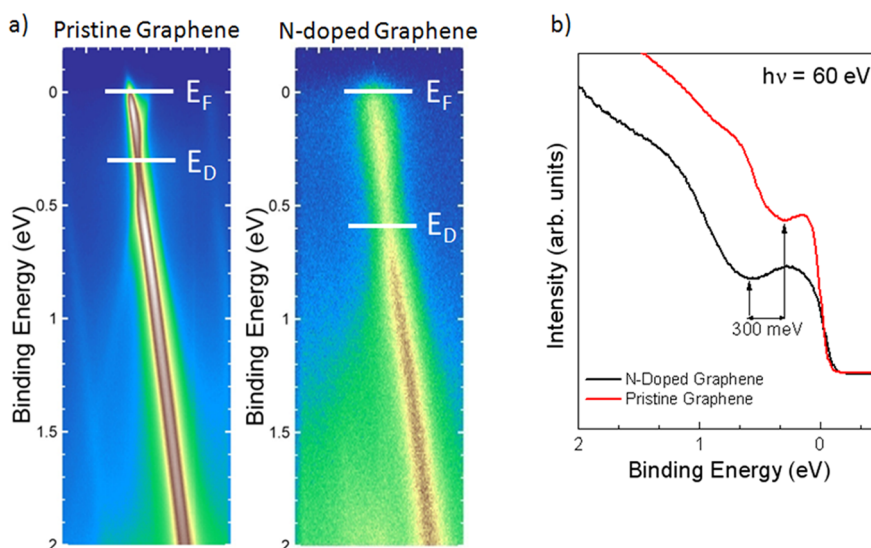 a)
Pristine Graphene
N-doped Graphene
b)
0
0.5
1
1.5
2
Binding Energy (eV)
E_F
E_D
0
0.5
1
1.5
2
Binding Energy (eV)
E_F
E_D
hν = 60 eV
Intensity (arb. units)
300 meV
N-Doped Graphene
Pristine Graphene
2
1
0
Binding Energy (eV)